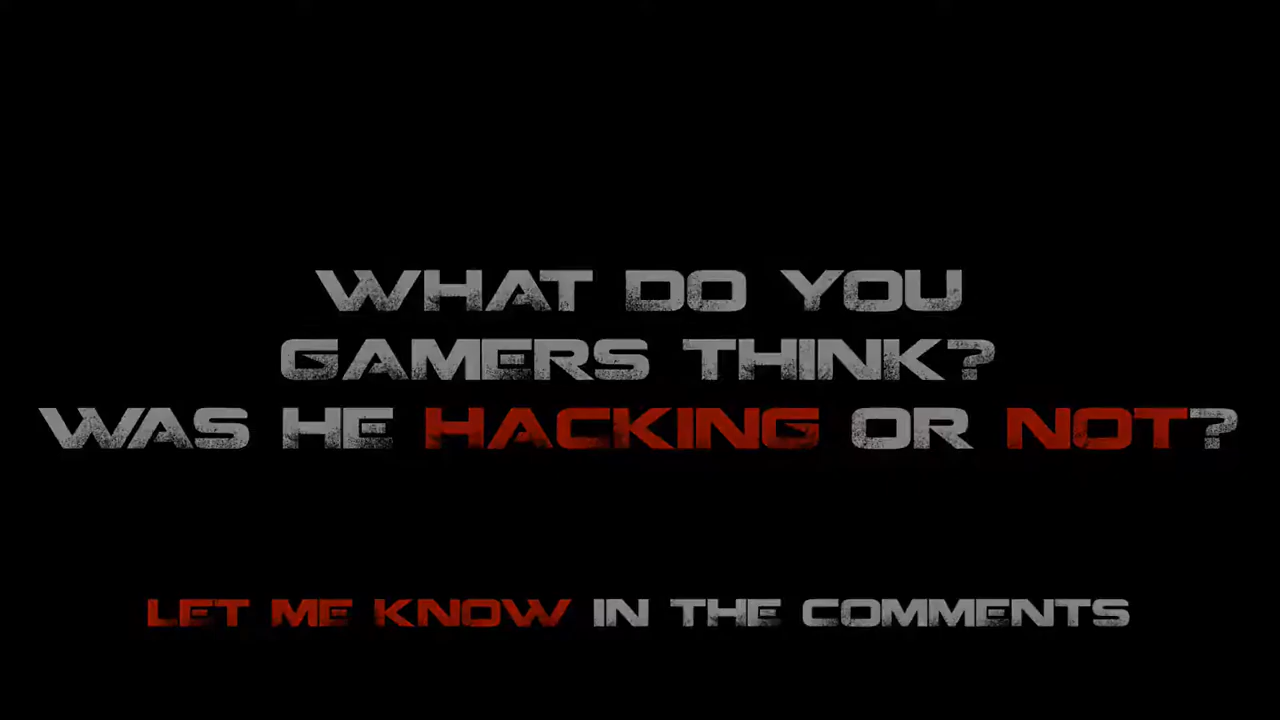 WHAT DO YOU
GAMERS THINK?
WAS HE HACKING OR NOT?
LET ME KNOW IN THE COMMENTS